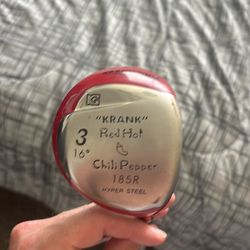 "KRANK"
3 Red Hot
16°
Chili Pepper
185R
HYPER STEEL